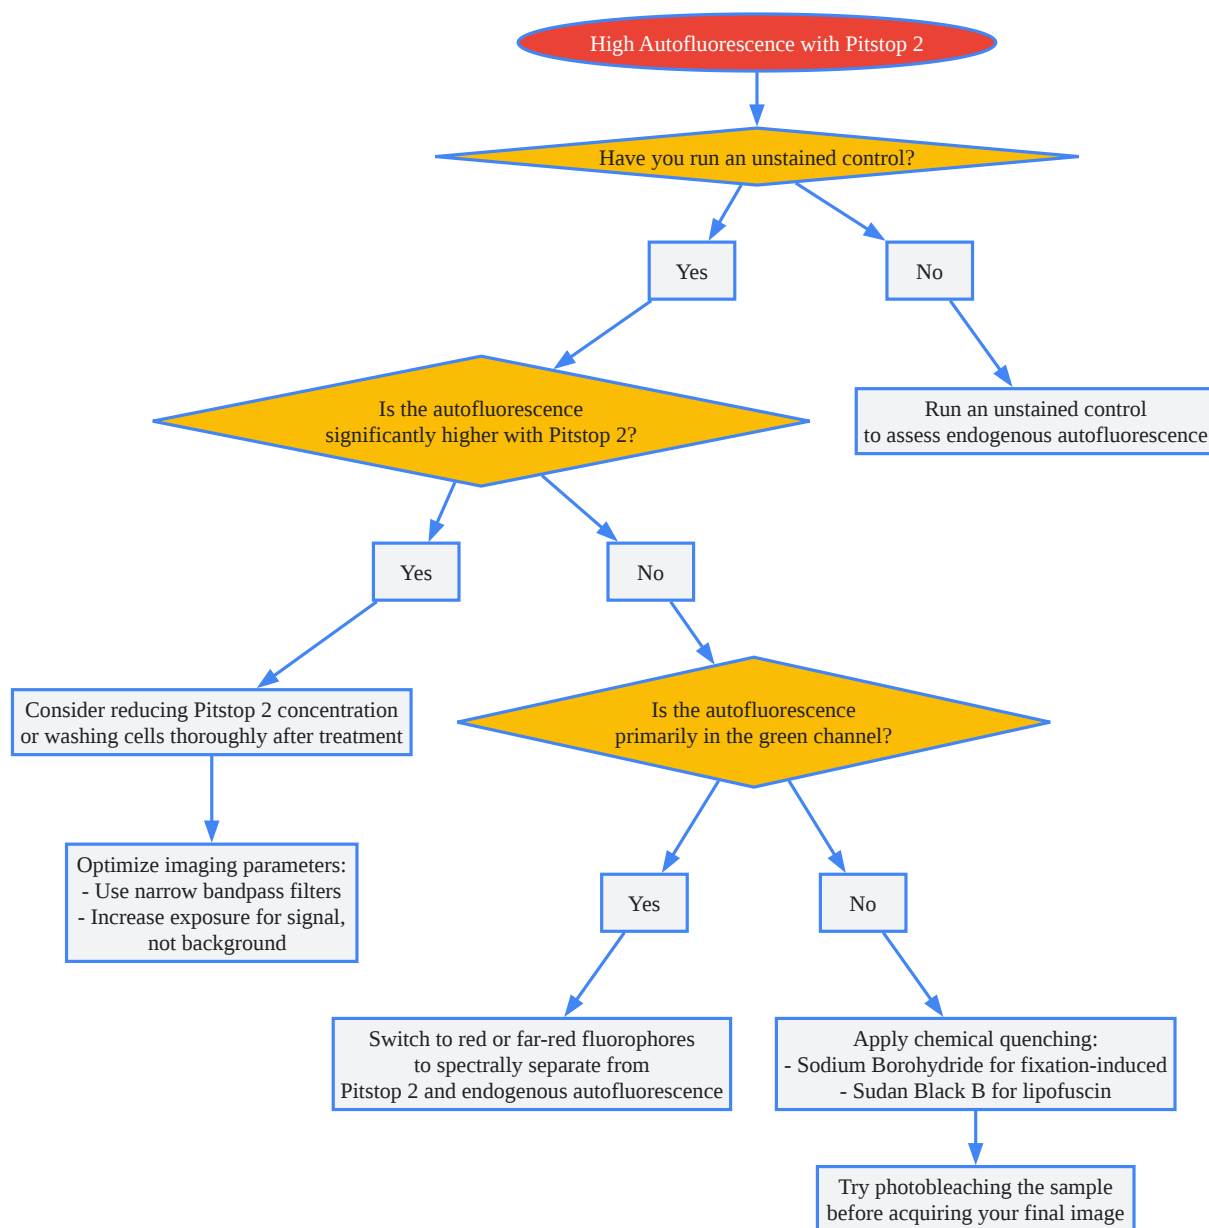 High Autofluorescence with Pitstop 2
Have you run an unstained control?
Yes
No
Is the autofluorescence
significantly higher with Pitstop 2?
Run an unstained control
to assess endogenous autofluorescence
Yes
No
Consider reducing Pitstop 2 concentration
or washing cells thoroughly after treatment
Is the autofluorescence
primarily in the green channel?
Optimize imaging parameters:
- Use narrow bandpass filters
- Increase exposure for signal,
not background
Yes
No
Switch to red or far-red fluorophores
to spectrally separate from
Pitstop 2 and endogenous autofluorescence
Apply chemical quenching:
- Sodium Borohydride for fixation-induced
- Sudan Black B for lipofuscin
Try photobleaching the sample
before acquiring your final image